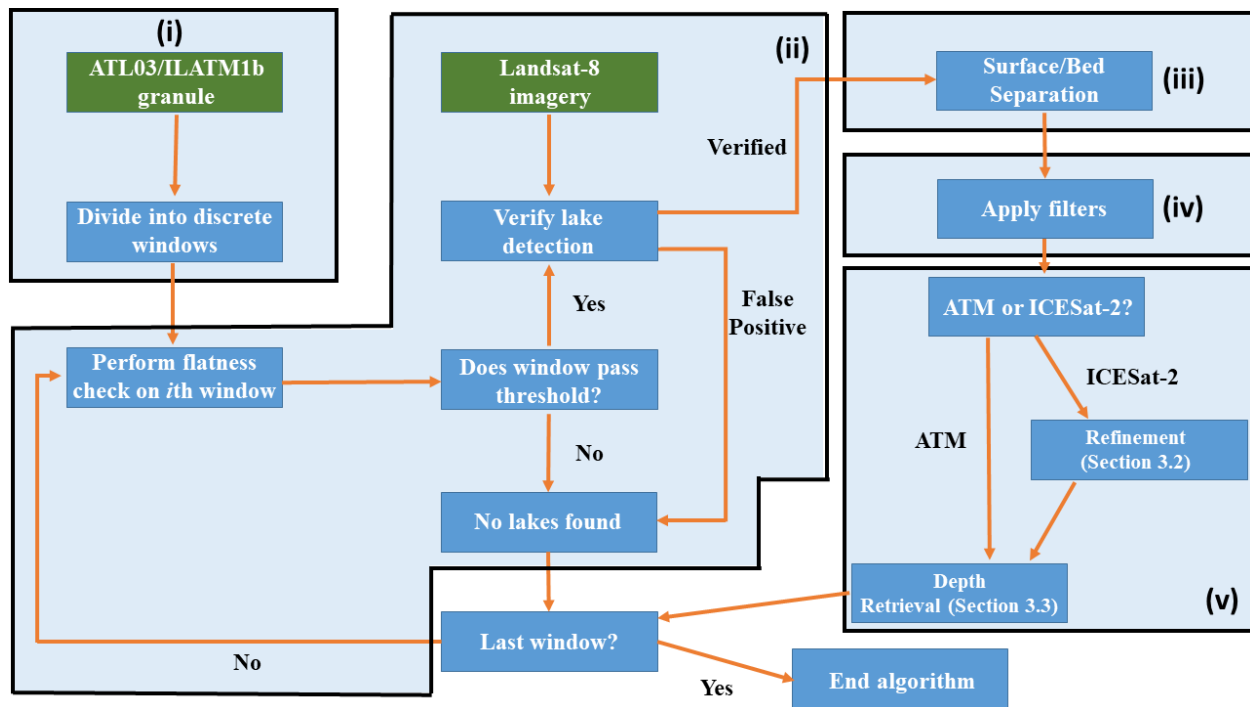 (i)
ATL03/ILATM1b
granule
Divide into discrete
windows
(ii)
Landsat-8
imagery
Verified
Verify lake
detection
Yes
False
Positive
Perform flatness
check on ith window
Does window pass
threshold?
No
No lakes found
Last window?
No
Yes
End algorithm
Surface/Bed
Separation
(iii)
Apply filters
(iv)
ATM or ICESat-2?
ICESat-2
ATM
Refinement
(Section 3.2)
Depth
Retrieval (Section 3.3)
(v)